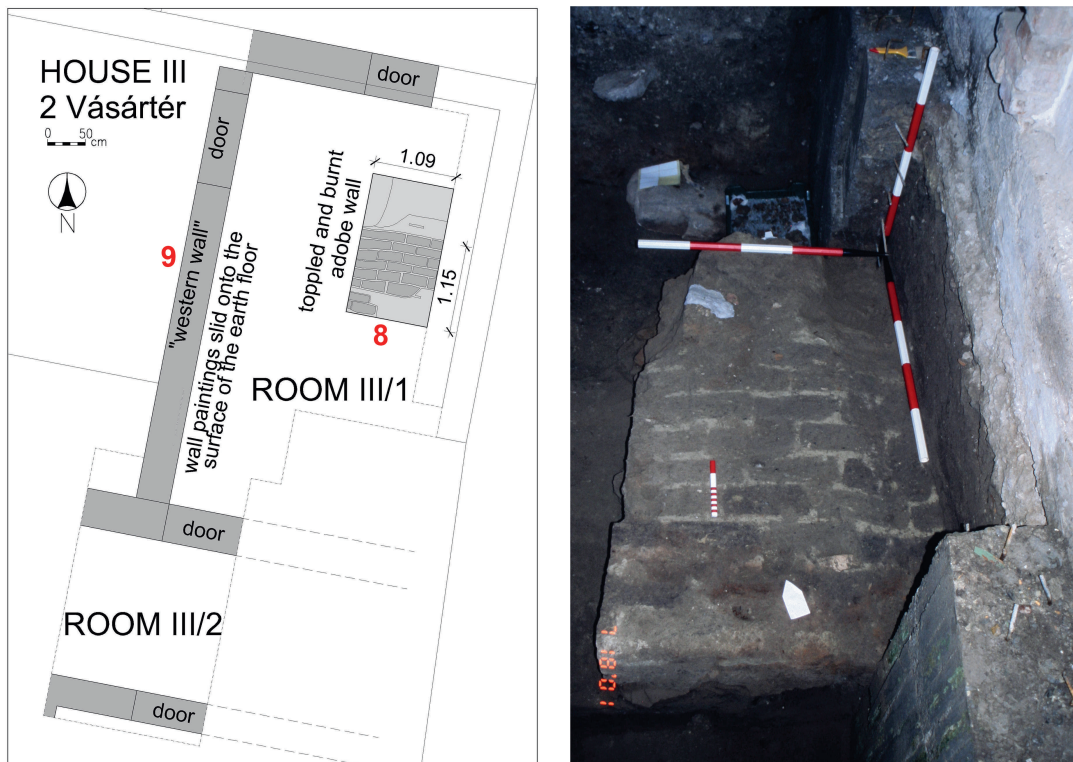 HOUSE III
2 Vásártér
0 50cm
N
door
door
1.09
toppled and burnt
adobe wall
1.15
9
"western wall"
wall paintings slid onto the
surface of the earth floor
8
ROOM III/1
door
ROOM III/2
door